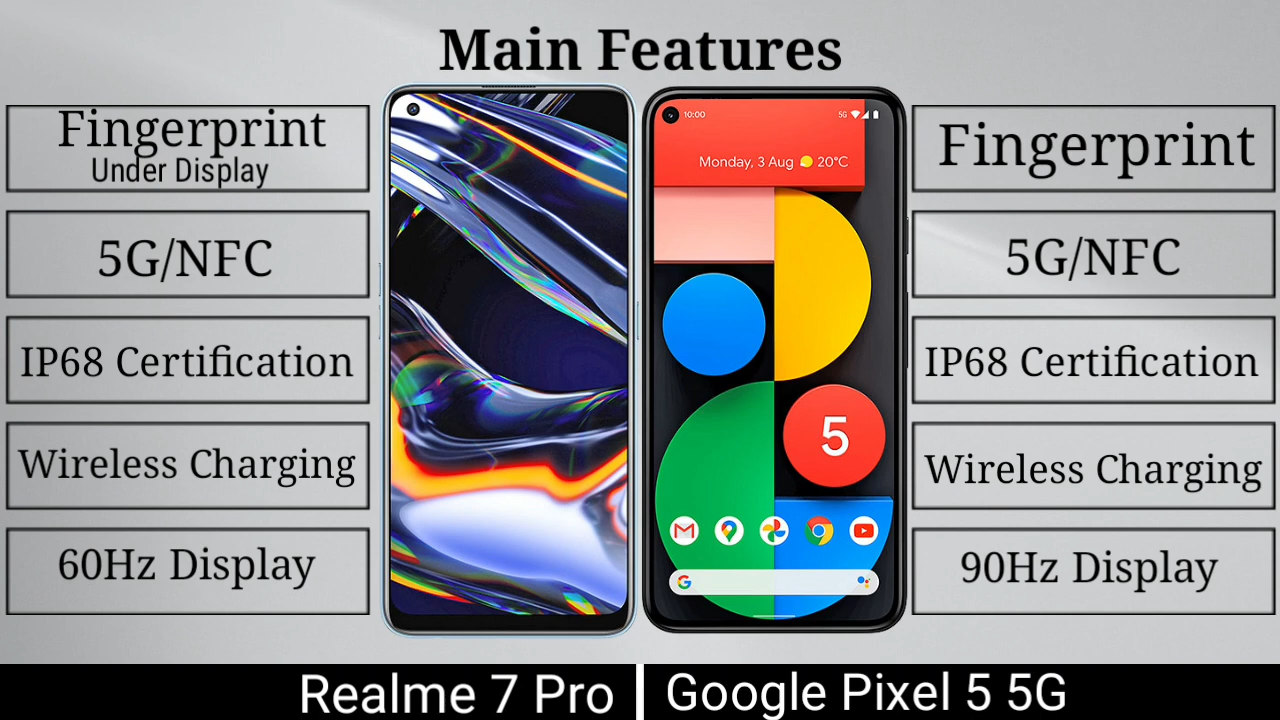 Main Features
Fingerprint
Under Display
5G/NFC
IP68 Certification
Wireless Charging
60Hz Display
10:00
5G
Monday, 3 Aug 20°C
5
Fingerprint
5G/NFC
IP68 Certification
Wireless Charging
90Hz Display
Realme 7 Pro
Google Pixel 5 5G